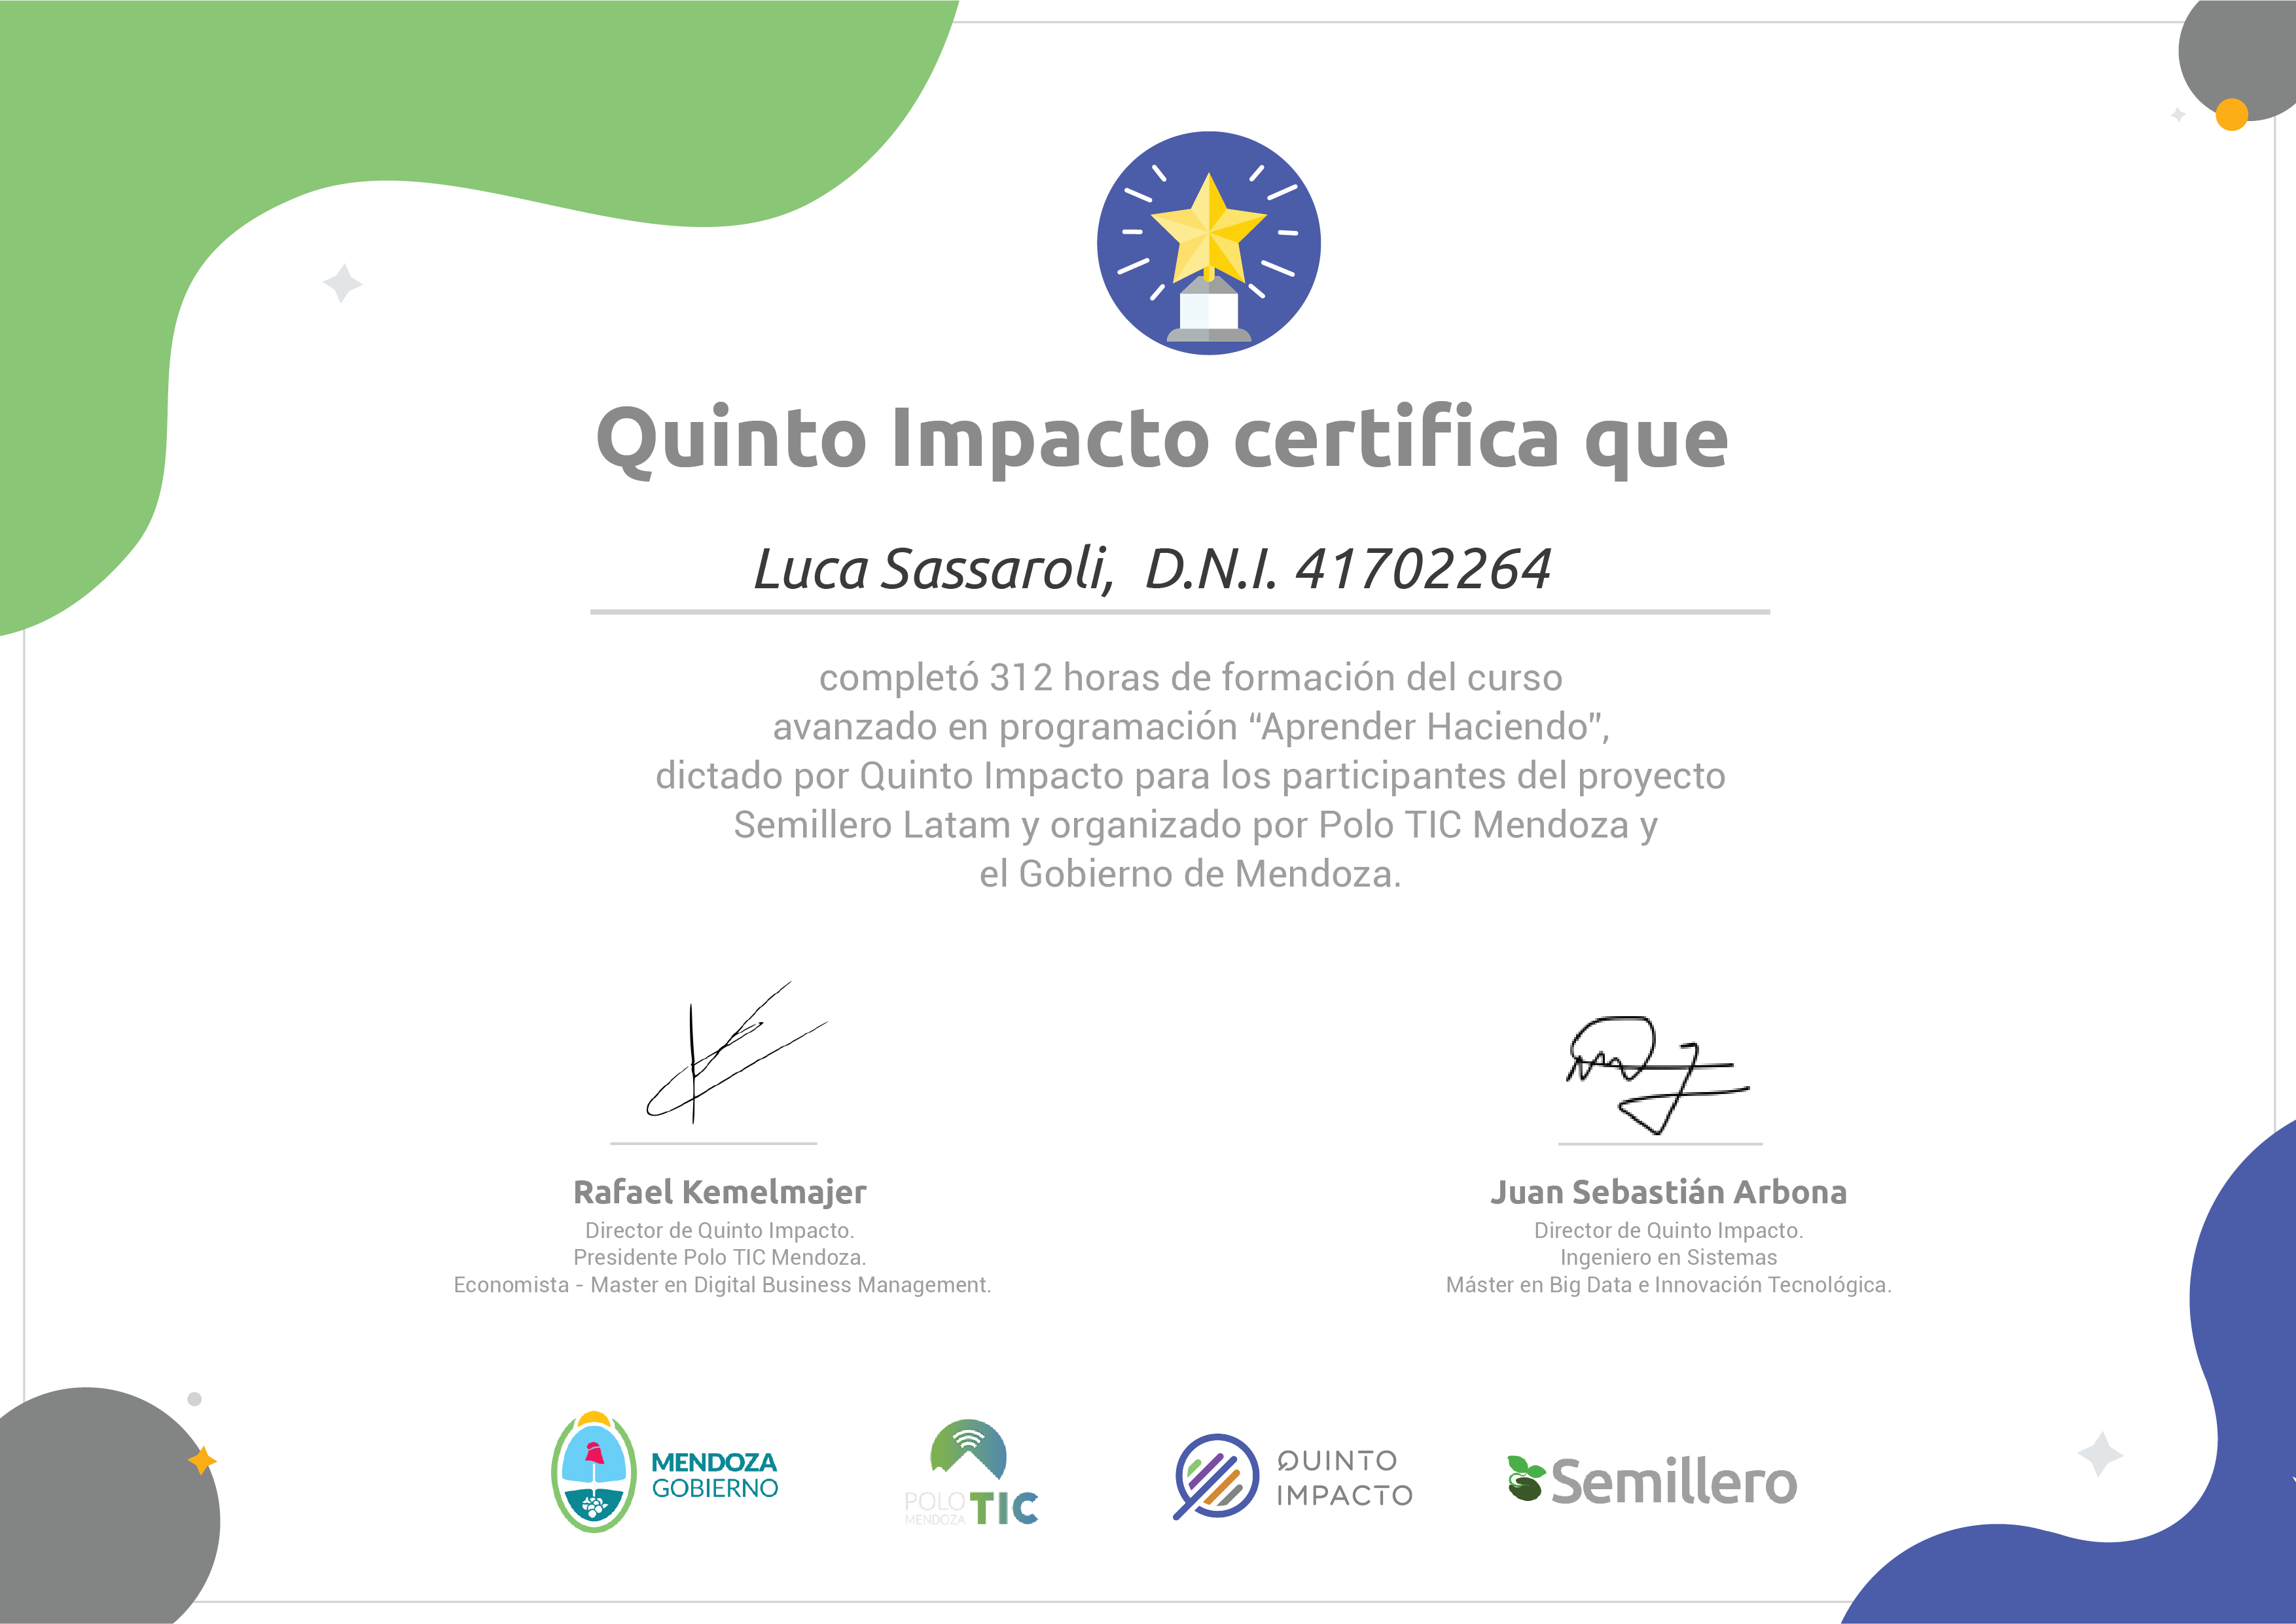 Quinto Impacto certifica que
Luca Sassaroli, D.N.I. 41702264
completó 312 horas de formación del curso
avanzado en programación “Aprender Haciendo”,
dictado por Quinto Impacto para los participantes del proyecto
Semillero Latam y organizado por Polo TIC Mendoza y
el Gobierno de Mendoza.
Rafael Kemelmajer
Director de Quinto Impacto.
Presidente Polo TIC Mendoza.
Economista - Master en Digital Business Management.
Juan Sebastián Arbona
Director de Quinto Impacto.
Ingeniero en Sistemas
Máster en Big Data e Innovación Tecnológica.
MENDOZA
GOBIERNO
POLO TIC
MENDOZA
QUINTO
IMPACTO
Semillero